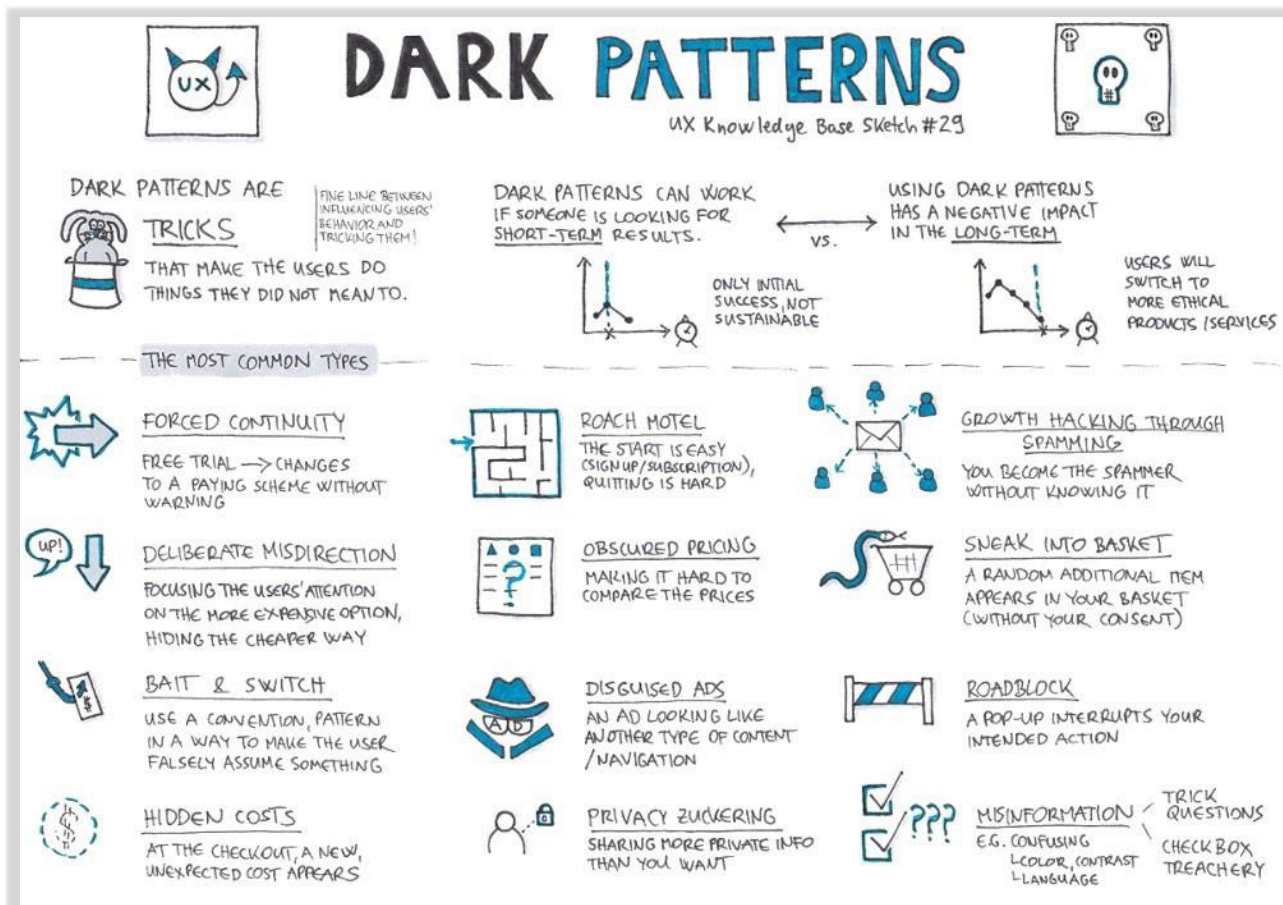 UX
DARK PATTERNS
UX Knowledge Base Sketch #29
DARK PATTERNS ARE
TRICKS
THAT MAKE THE USERS DO
THINGS THEY DID NOT MEAN TO.
FINE LINE BETWEEN
INFLUENCING USERS'
BEHAVIOR AND
TRICKING THEM!
DARK PATTERNS CAN WORK
IF SOMEONE IS LOOKING FOR
SHORT-TERM RESULTS.
ONLY INITIAL
SUCCESS, NOT
SUSTAINABLE
VS.
USING DARK PATTERNS
HAS A NEGATIVE IMPACT
IN THE LONG-TERM
USERS WILL
SWITCH TO
MORE ETHICAL
PRODUCTS/SERVICES
THE MOST COMMON TYPES
FORCED CONTINUITY
FREE TRIAL → CHANGES
TO A PAYING SCHEME WITHOUT
WARNING
ROACH MOTEL
THE START IS EASY
(SIGNUP/SUBSCRIPTION),
QUITTING IS HARD
GROWTH HACKING THROUGH
SPAMMING
YOU BECOME THE SPAMMER
WITHOUT KNOWING IT
UP!
DELIBERATE MISDIRECTION
FOCUSING THE USERS' ATTENTION
ON THE MORE EXPENSIVE OPTION,
HIDING THE CHEAPER WAY
?
OBSCURED PRICING
MAKING IT HARD TO
COMPARE THE PRICES
SNEAK INTO BASKET
A RANDOM ADDITIONAL ITEM
APPEARS IN YOUR BASKET
(WITHOUT YOUR CONSENT)
BAIT & SWITCH
USE A CONVENTION, PATTERN
IN A WAY TO MAKE THE USER
FALSELY ASSUME SOMETHING
AD
DISGUISED ADS
AN AD LOOKING LIKE
ANOTHER TYPE OF CONTENT
/NAVIGATION
ROADBLOCK
A POP-UP INTERRUPTS YOUR
INTENDED ACTION
$
HIDDEN COSTS
AT THE CHECKOUT, A NEW,
UNEXPECTED COST APPEARS
PRIVACY ZUCKERING
SHARING MORE PRIVATE INFO
THAN YOU WANT
???
MISINFORMATION
E.G. CONFUSING
COLOR, CONTRAST
LANGUAGE
TRICK
QUESTIONS
CHECKBOX
TREACHERY